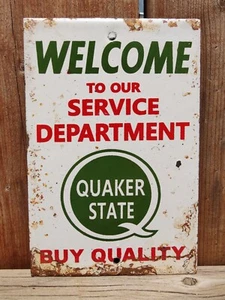 WELCOME
TO OUR
SERVICE
DEPARTMENT
QUAKER
STATE
BUY QUALITY